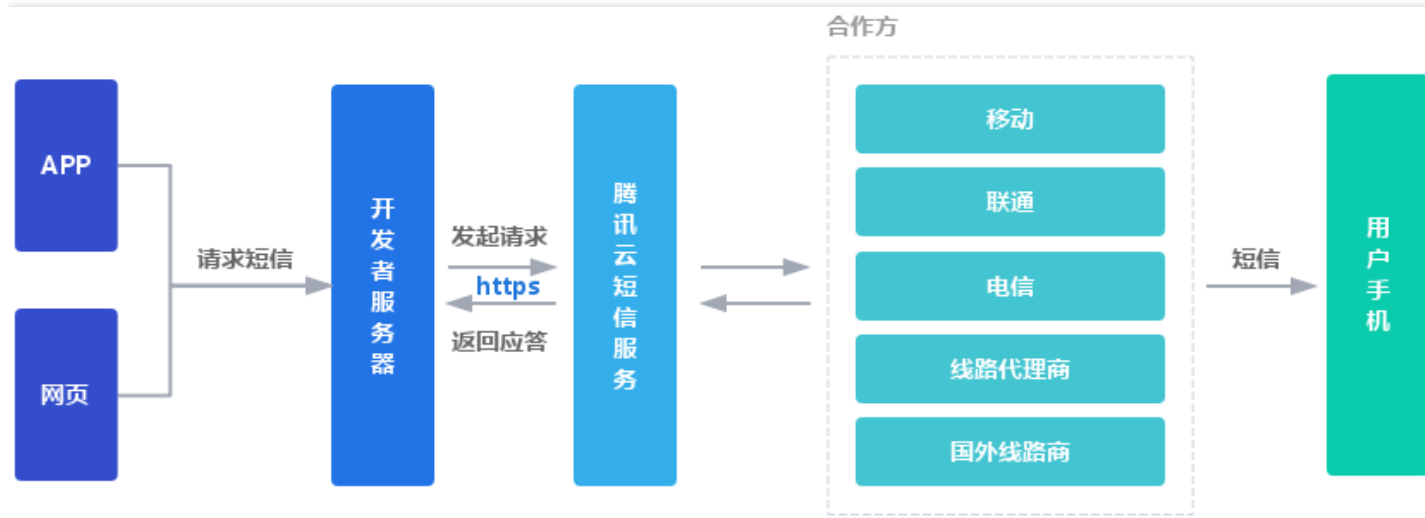 合作方
APP
网页
请求短信
开发者服务器
发起请求
https
返回应答
腾讯云短信服务
移动
联通
电信
线路代理商
国外线路商
短信
用户手机